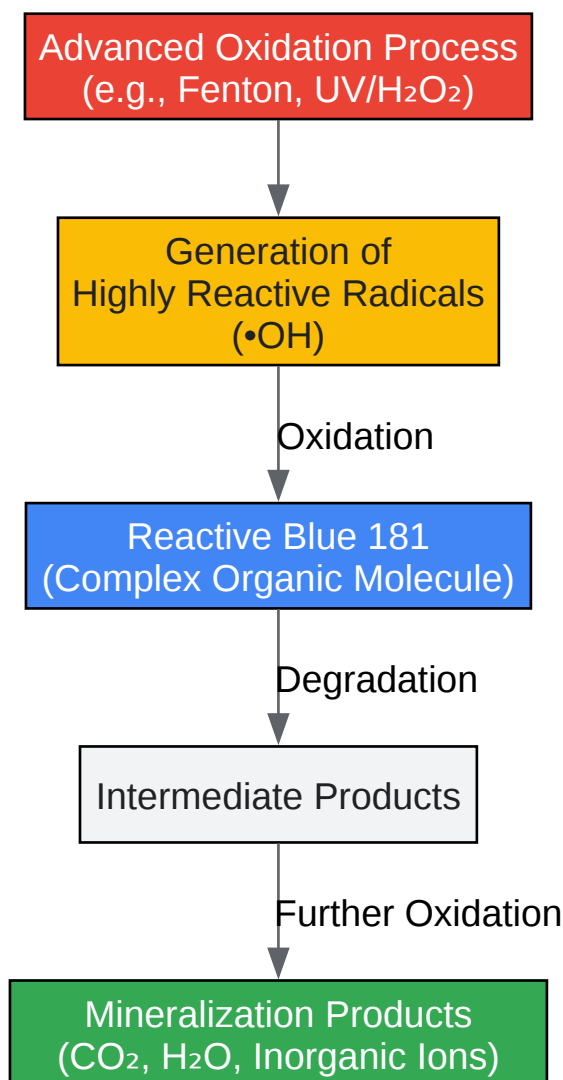 Advanced Oxidation Process
(e.g., Fenton, UV/H₂O₂)
Generation of
Highly Reactive Radicals
(•OH)
Oxidation
Reactive Blue 181
(Complex Organic Molecule)
Degradation
Intermediate Products
Further Oxidation
Mineralization Products
(CO₂, H₂O, Inorganic Ions)